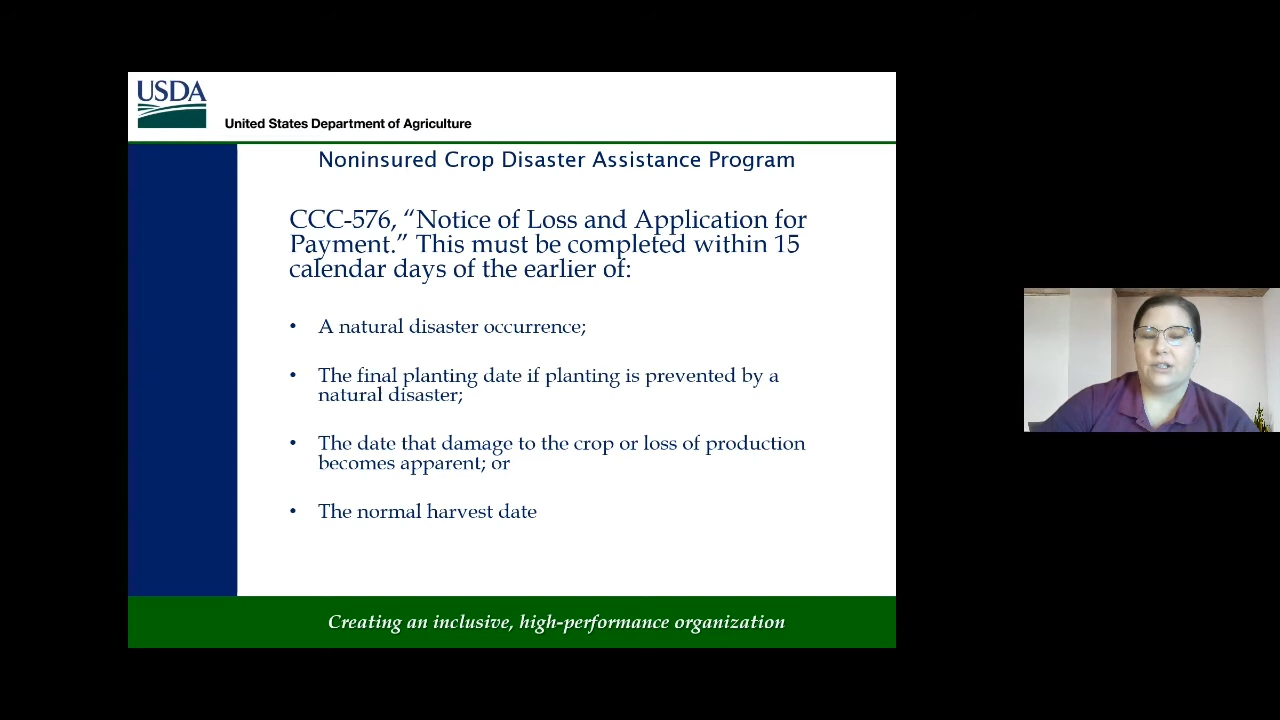 USDA
United States Department of Agriculture
Noninsured Crop Disaster Assistance Program
CCC-576, “Notice of Loss and Application for
Payment.” This must be completed within 15
calendar days of the earlier of:
• A natural disaster occurrence;
• The final planting date if planting is prevented by a
natural disaster;
• The date that damage to the crop or loss of production
becomes apparent; or
• The normal harvest date
Creating an inclusive, high-performance organization